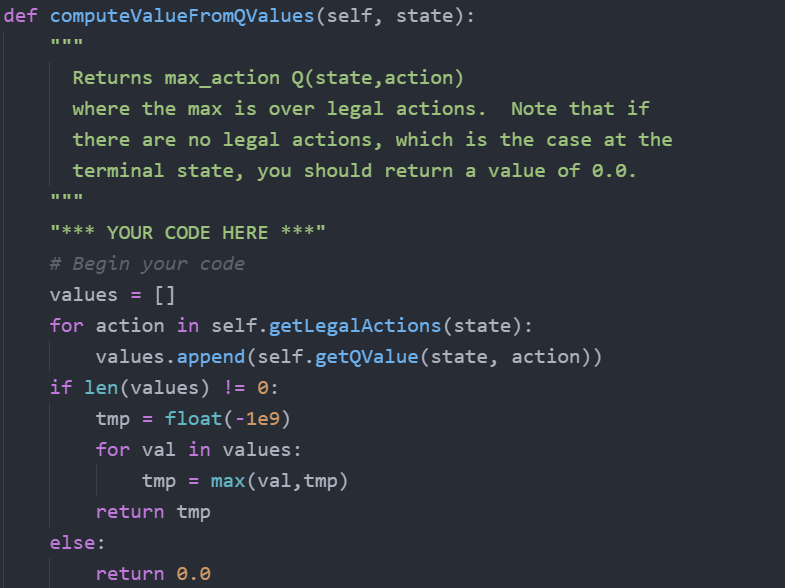 def computeValueFromQValues(self, state):
    """
      Returns max_action Q(state,action)
      where the max is over legal actions.  Note that if
      there are no legal actions, which is the case at the
      terminal state, you should return a value of 0.0.
    """
    "*** YOUR CODE HERE ***"
    # Begin your code
    values = []
    for action in self.getLegalActions(state):
        values.append(self.getQValue(state, action))
    if len(values) != 0:
        tmp = float(-1e9)
        for val in values:
            tmp = max(val,tmp)
        return tmp
    else:
        return 0.0